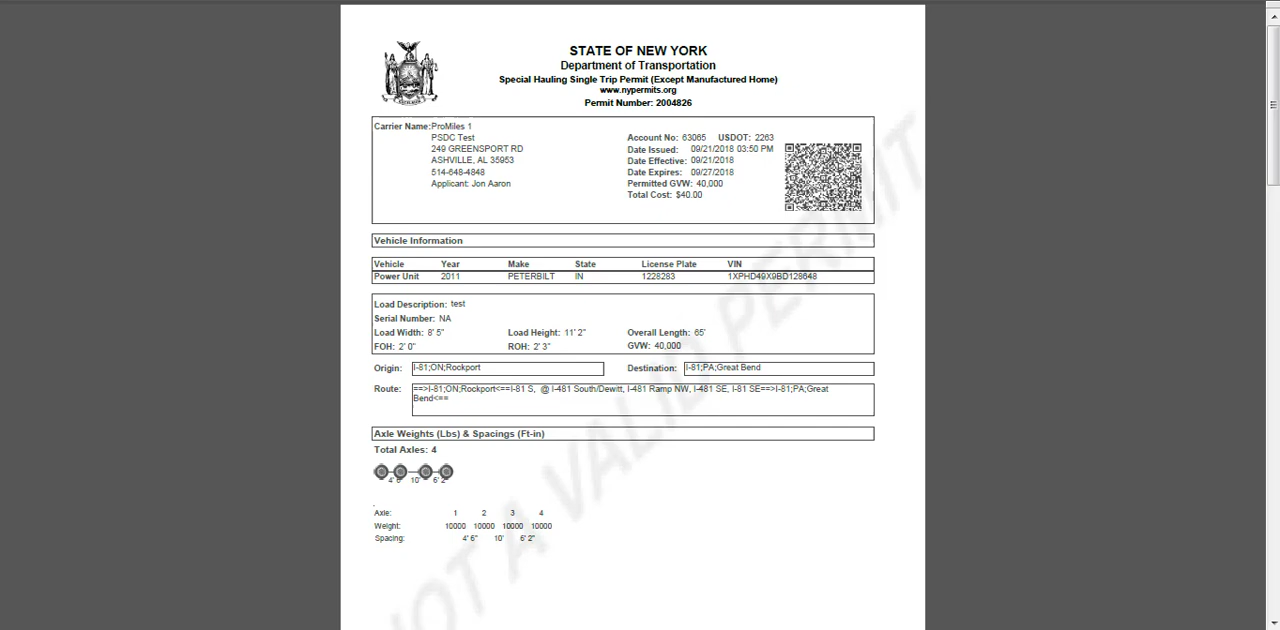 STATE OF NEW YORK
Department of Transportation
Special Hauling Single Trip Permit (Except Manufactured Home)
www.nypermits.org
Permit Number: 2004826
Carrier Name: ProMiles 1
PSDC Test
249 GREENSPORT RD
ASHVILLE, AL 35953
514-648-4848
Applicant: Jon Aaron
Account No: 63065 USDOT: 2263
Date Issued: 09/21/2018 03:50 PM
Date Effective: 09/21/2018
Date Expires: 09/27/2018
Permitted GVW: 40,000
Total Cost: $40.00
Vehicle Information
Vehicle Year Make State License Plate VIN
Power Unit 2011 PETERBILT IN 1228283 1XPHD49X9BD128648
Load Description: test
Serial Number: NA
Load Width: 8' 5" Load Height: 11' 2" Overall Length: 65'
FOH: 2' 0" ROH: 2' 3" GVW: 40,000
Origin: I-81;ON;Rockport Destination: I-81;PA;Great Bend
Route: ==>I-81;ON;Rockport<==I-81 S, @ I-481 South/Dewitt, I-481 Ramp NW, I-481 SE, I-81 SE==>I-81;PA;Great
Bend<==
Axle Weights (Lbs) & Spacings (Ft-in)
Total Axles: 4
4' 6" 10' 6' 2"
Axle: 1 2 3 4
Weight: 10000 10000 10000 10000
Spacing: 4' 6" 10' 6' 2"
NOT A VALID PERMIT